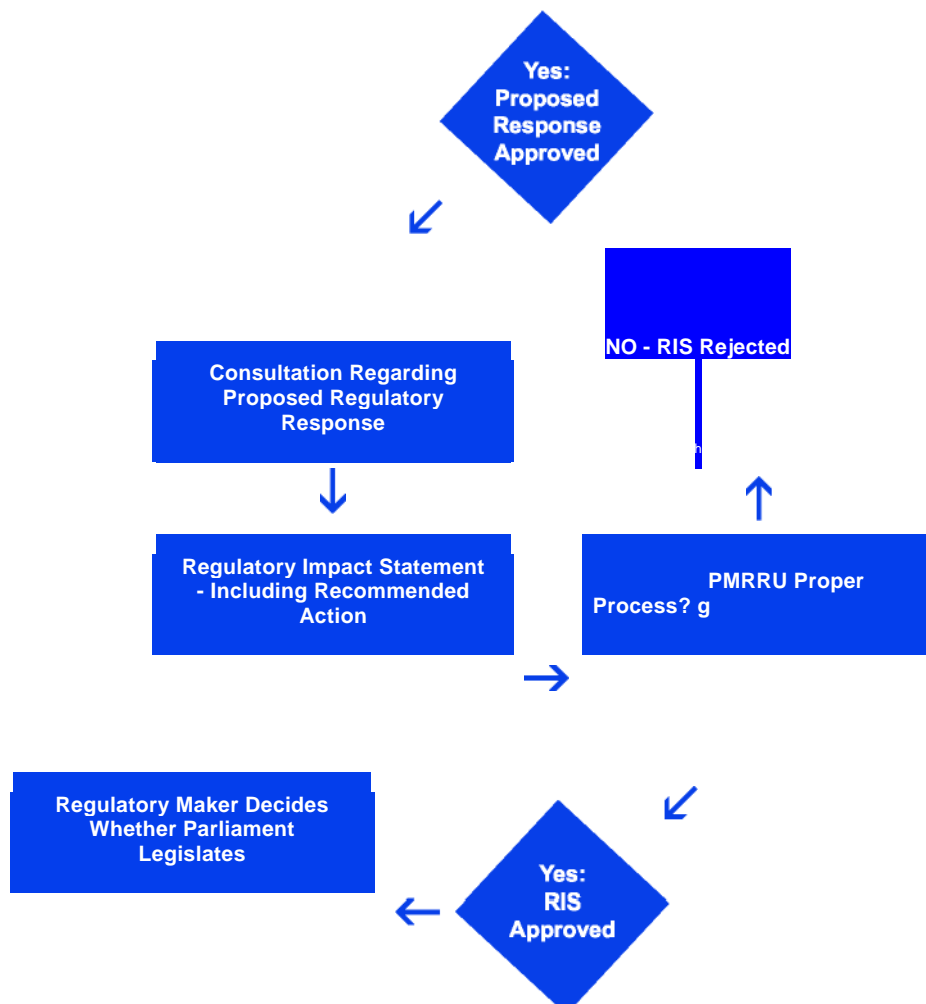 Yes:
Proposed
Response
Approved
NO - RIS Rejected
h
Consultation Regarding
Proposed Regulatory
Response
Regulatory Impact Statement
- Including Recommended
Action
PMRRU Proper
Process? g
Regulatory Maker Decides
Whether Parliament
Legislates
Yes:
RIS
Approved